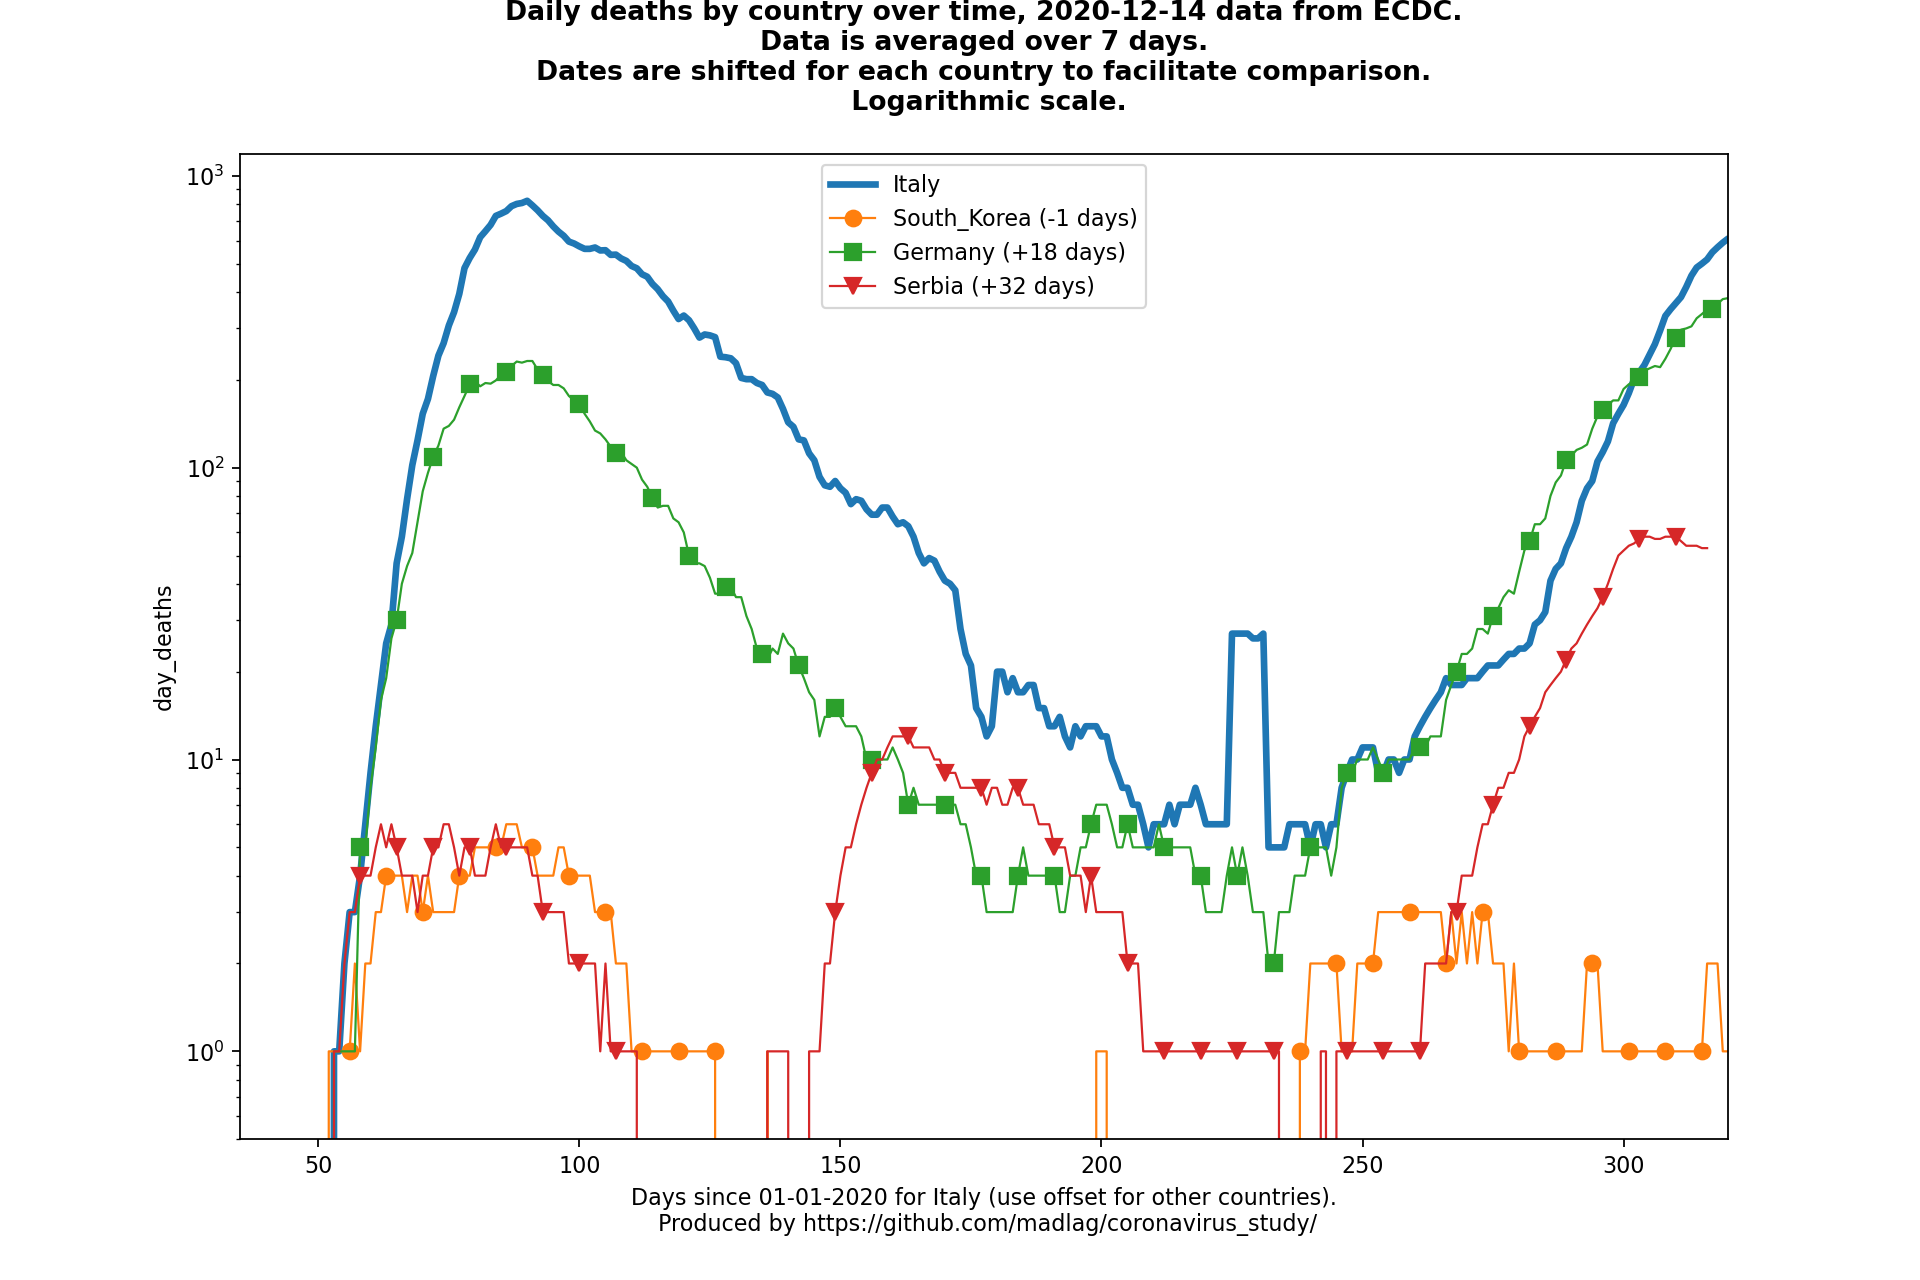 Daily deaths by country over time, 2020-12-14 data from ECDC.
Data is averaged over 7 days.
Dates are shifted for each country to facilitate comparison.
Logarithmic scale.
10³
10²
10¹
10⁰
day_deaths
Italy
South_Korea (-1 days)
Germany (+18 days)
Serbia (+32 days)
50 100 150 200 250 300
Days since 01-01-2020 for Italy (use offset for other countries).
Produced by https://github.com/madlag/coronavirus_study/